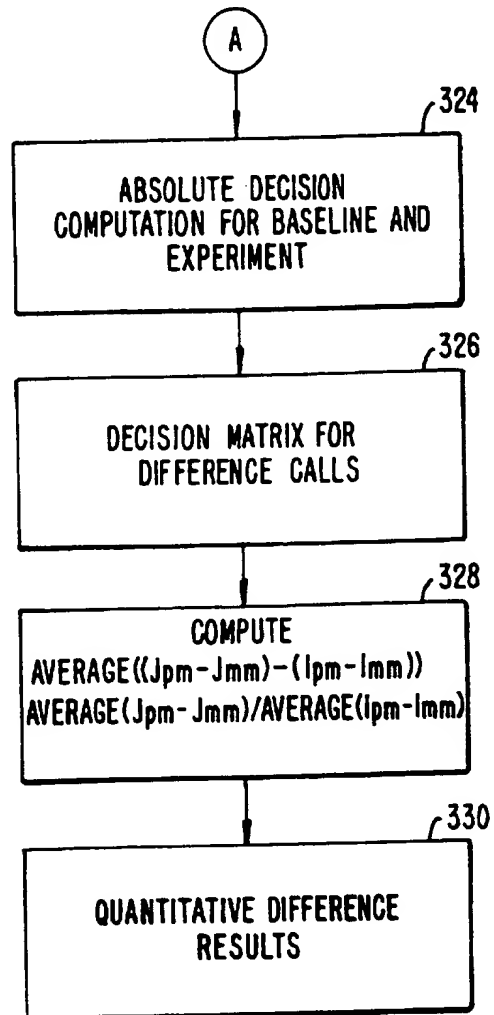 A
324
ABSOLUTE DECISION
COMPUTATION FOR BASELINE AND
EXPERIMENT
326
DECISION MATRIX FOR
DIFFERENCE CALLS
328
COMPUTE
AVERAGE((Jpm-Jmm)-(Ipm-Imm))
AVERAGE(Jpm-Jmm)/AVERAGE(Ipm-Imm)
330
QUANTITATIVE DIFFERENCE
RESULTS